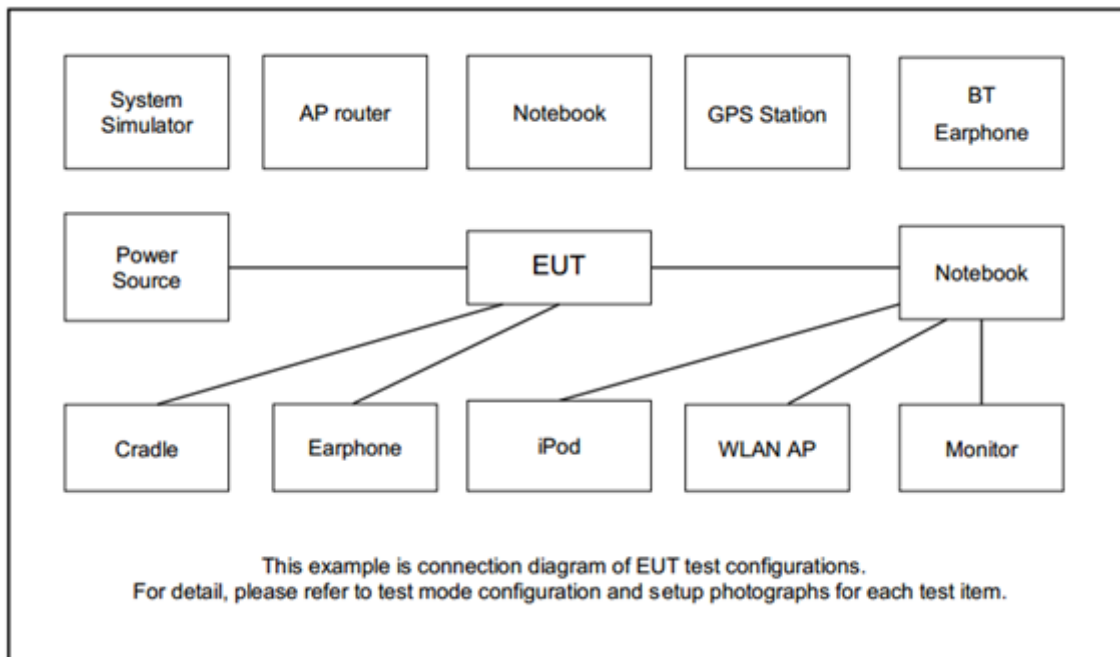 System
Simulator
AP router
Notebook
GPS Station
BT
Earphone
Power
Source
EUT
Notebook
Cradle
Earphone
iPod
WLAN AP
Monitor
This example is connection diagram of EUT test configurations.
For detail, please refer to test mode configuration and setup photographs for each test item.